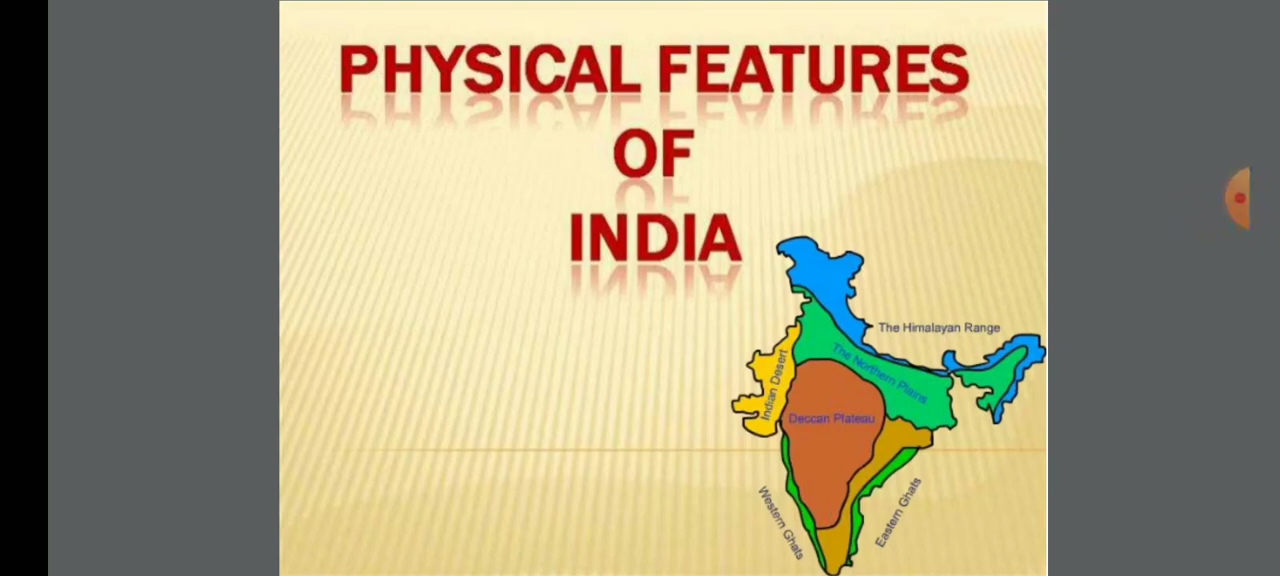 PHYSICAL FEATURES
OF
INDIA
The Himalayan Range
The Northern Plains
Indian Desert
Deccan Plateau
Western Ghats
Eastern Ghats